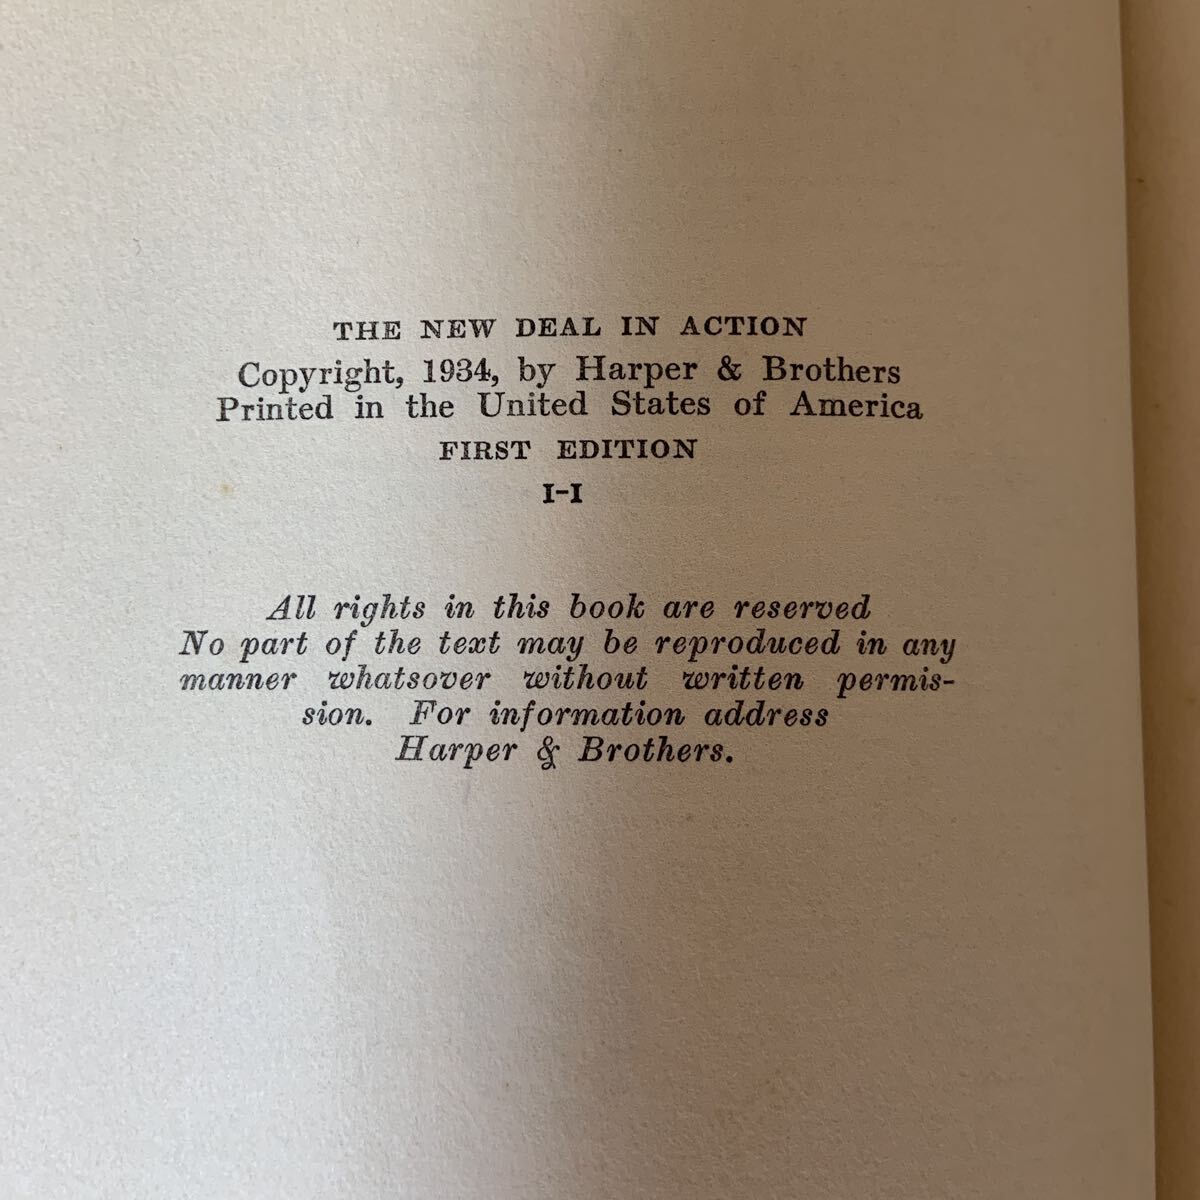 THE NEW DEAL IN ACTION
Copyright, 1934, by Harper & Brothers
Printed in the United States of America
FIRST EDITION
I-I
All rights in this book are reserved
No part of the text may be reproduced in any
manner whatsover without written permis-
sion. For information address
Harper & Brothers.